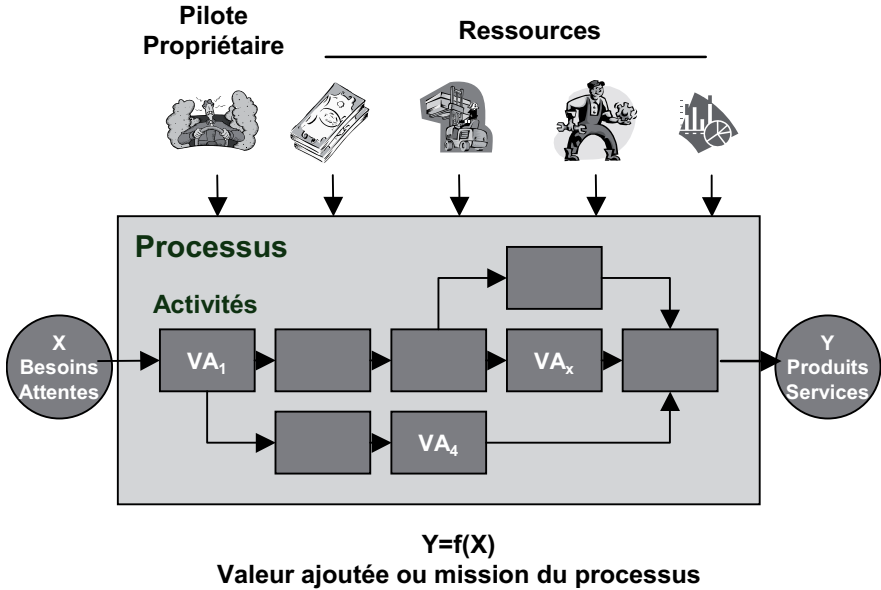 Pilote
Propriétaire
Ressources
Processus
Activités
X
Besoins
Attentes
VA₁
VAₓ
VA₄
Y
Produits
Services
Y=f(X)
Valeur ajoutée ou mission du processus